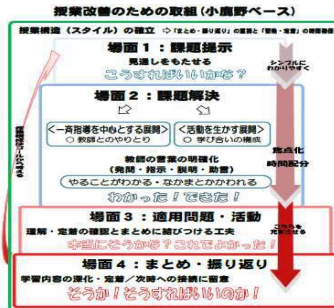 授業改善のための取組(小鹿野ベース)
授業構造(スタイル)の確立
場面1:課題提示
見通しをもたせる
こうすればいいかな?
シンプルに
わかりやすく
場面2:課題解決
<一斉指導を中心とする展開>
○教師とのやりとり
<活動を生かす展開>
○学び合いの構成
焦点化
時間配分
教師の言葉の明確化
(発問・指示・説明・助言)
やることがわかる・なかまとかかわれる
わかった!できた!
場面3:適用問題・活動
理解・定着の確認とまとめに結びつける工夫
本当にそうかな?これでよかった!
場面4:まとめ・振り返り
学習内容の深化・定着/次時への接続に留意
そうか!そうすればいいのか!